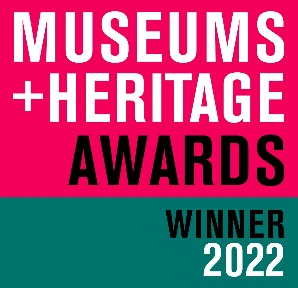 MUSEUMS
+HERITAGE
AWARDS
WINNER
2022